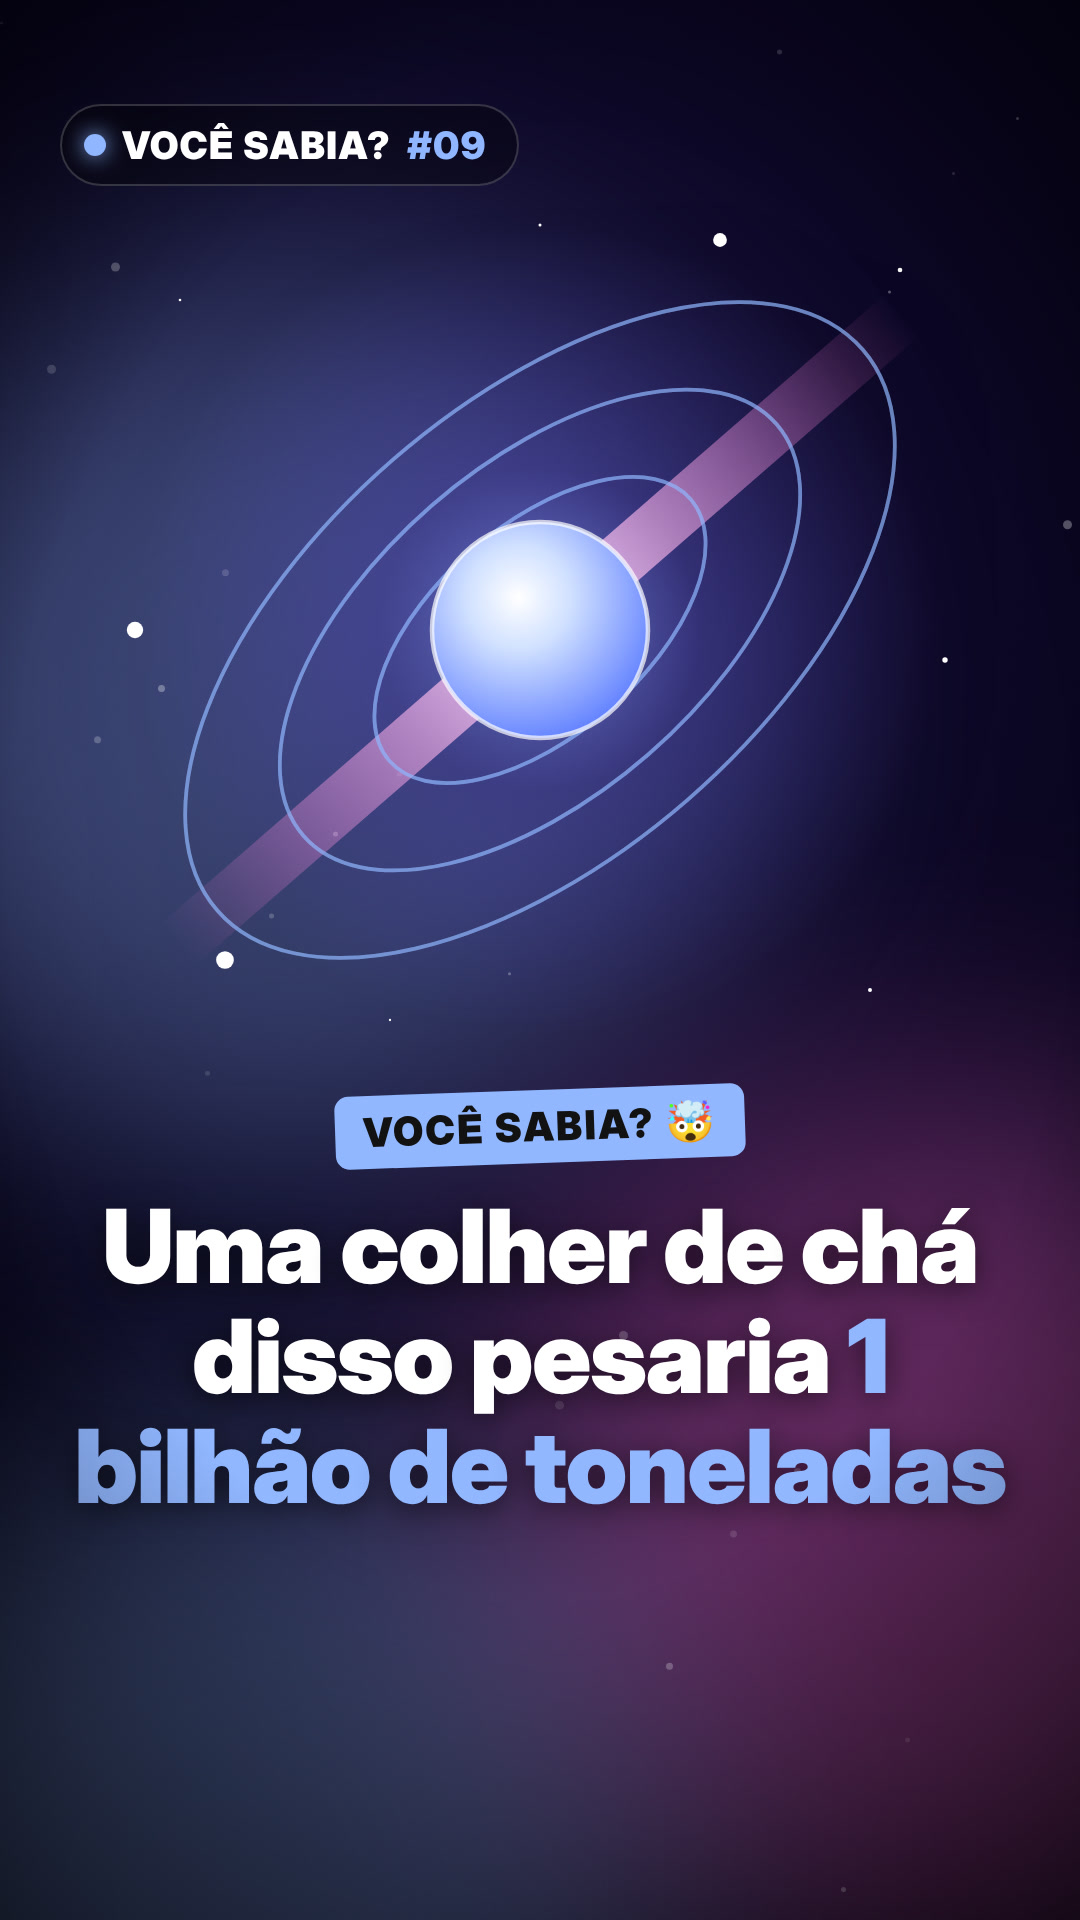 VOCÊ SABIA? #09
VOCÊ SABIA? 🤯
Uma colher de chá
disso pesaria 1
bilhão de toneladas